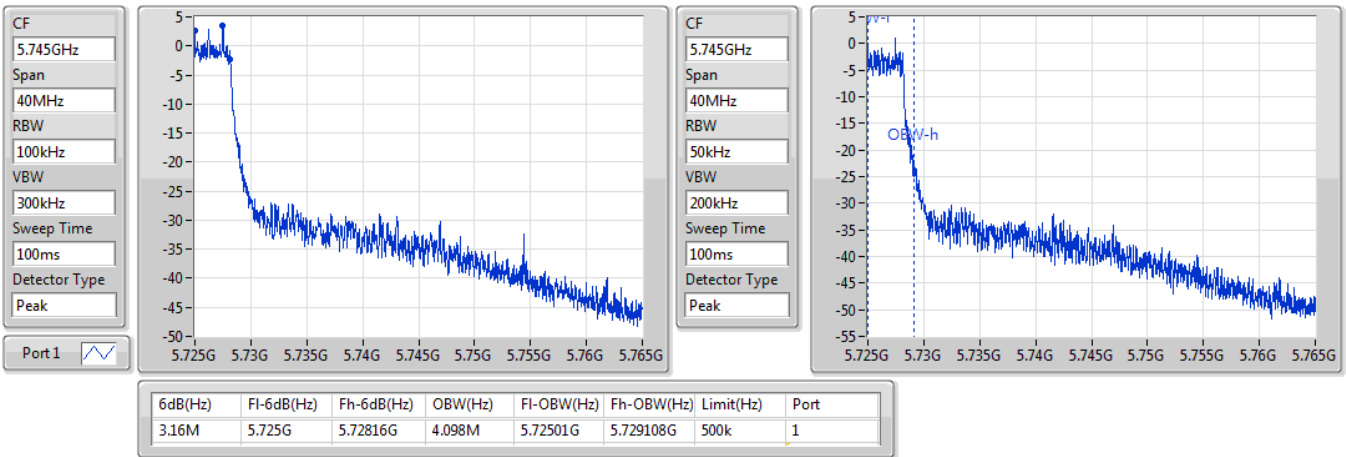 CF
5.745GHz
Span
40MHz
RBW
100kHz
VBW
300kHz
Sweep Time
100ms
Detector Type
Peak
Port 1
5-
0-
-5-
-10-
-15-
-20-
-25-
-30-
-35-
-40-
-45-
-50-
5.725G 5.73G 5.735G 5.74G 5.745G 5.75G 5.755G 5.76G 5.765G
CF
5.745GHz
Span
40MHz
RBW
50kHz
VBW
200kHz
Sweep Time
100ms
Detector Type
Peak
5-
0-
-5-
-10-
-15-
-20-
-25-
-30-
-35-
-40-
-45-
-50-
-55-
OBW-h
5.725G 5.73G 5.735G 5.74G 5.745G 5.75G 5.755G 5.76G 5.765G
6dB(Hz) Fl-6dB(Hz) Fh-6dB(Hz) OBW(Hz) Fl-OBW(Hz) Fh-OBW(Hz) Limit(Hz) Port
3.16M 5.725G 5.72816G 4.098M 5.72501G 5.729108G 500k 1